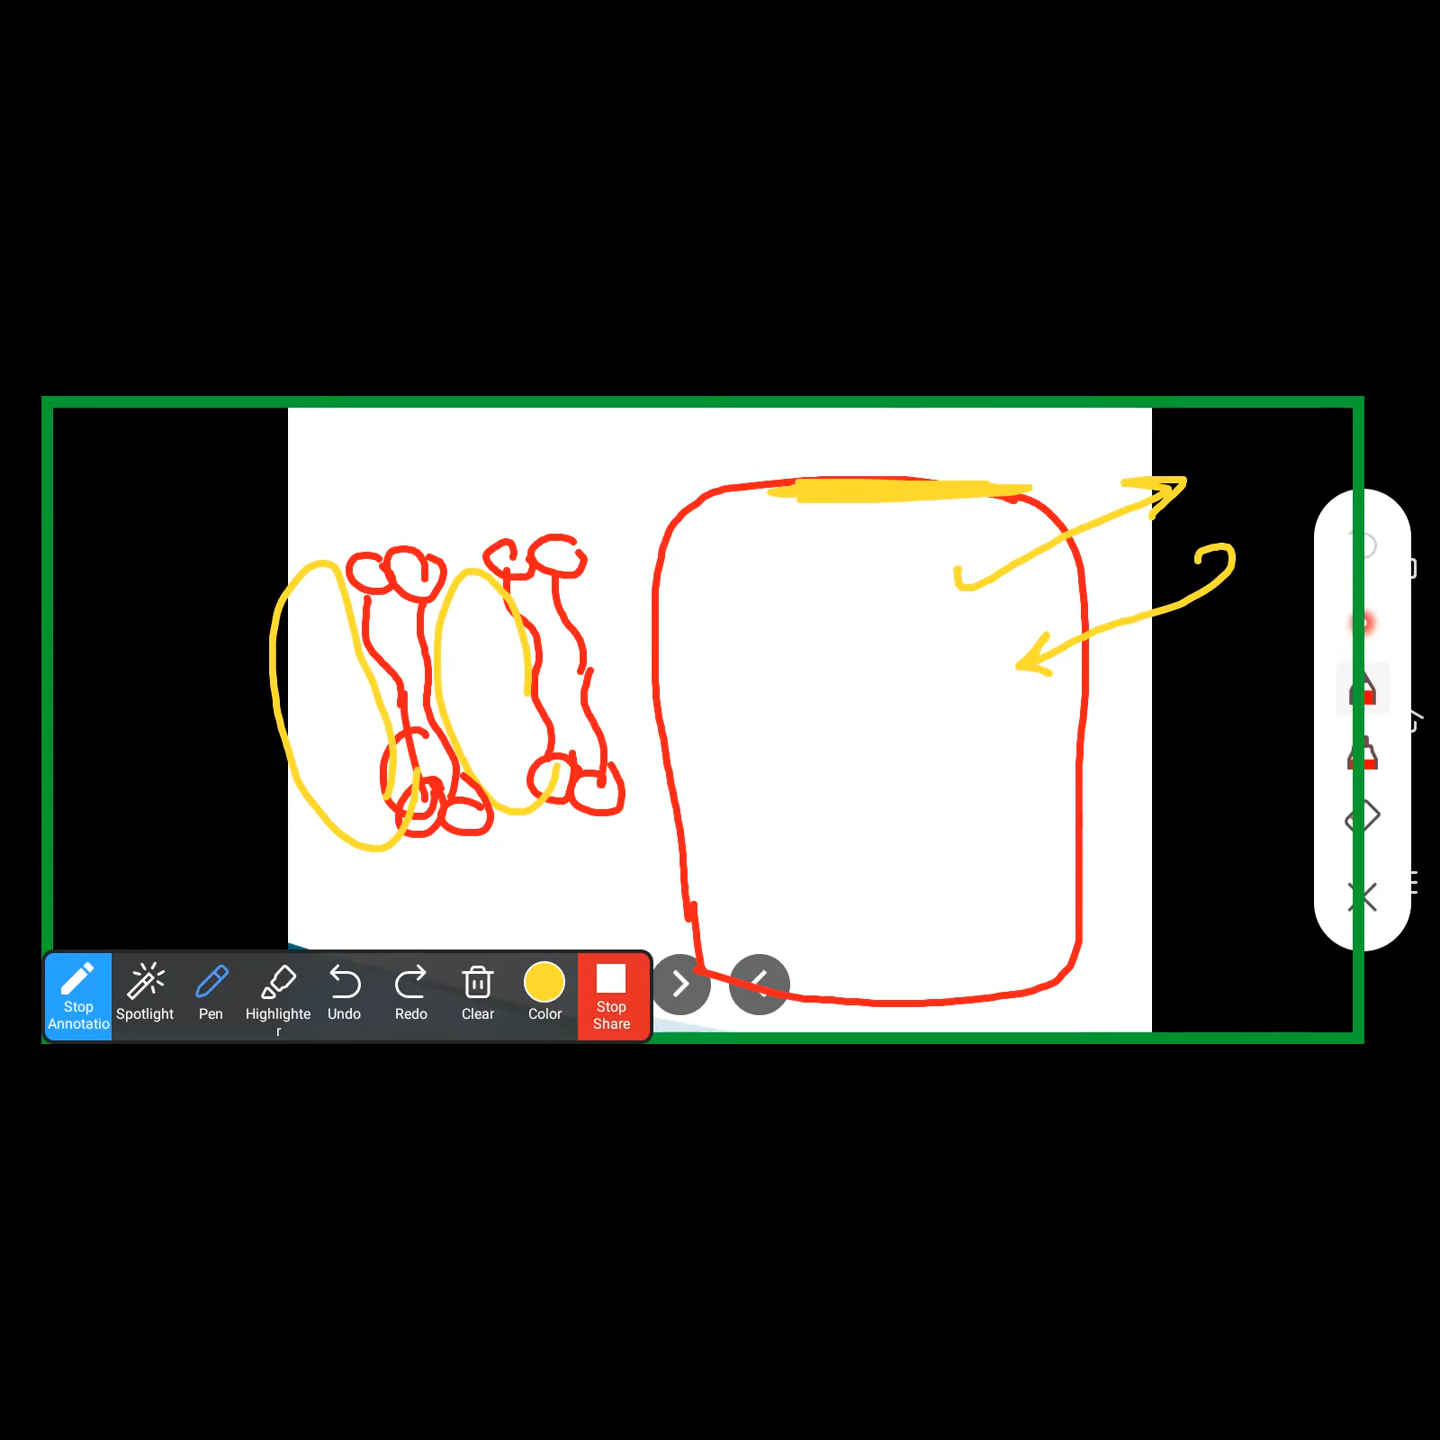 Stop Annotatio
Spotlight
Pen
Highlighte
r
Undo
Redo
Clear
Color
Stop
Share